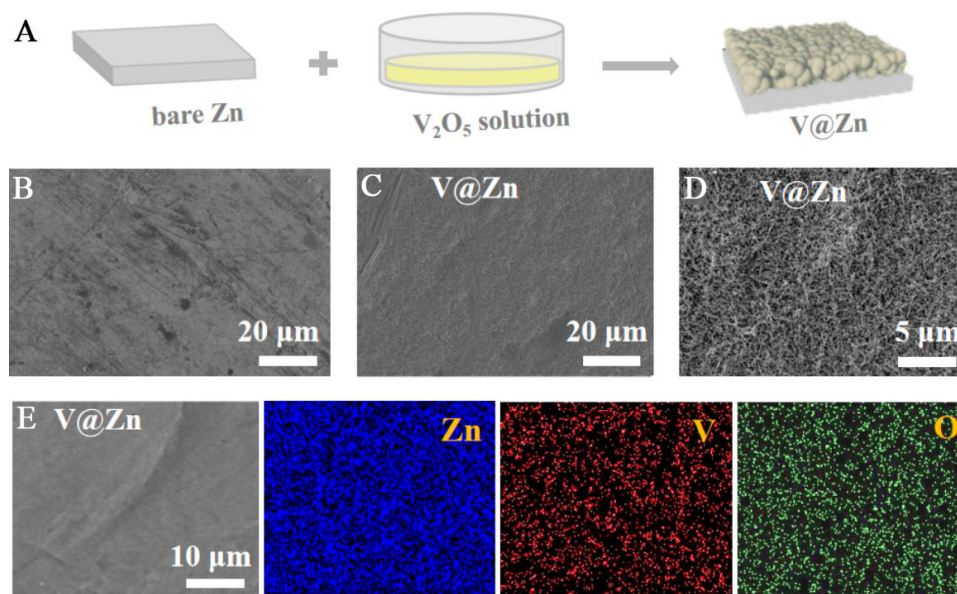 A
bare Zn
V₂O₅ solution
V@Zn
B
20 μm
C
V@Zn
20 μm
D
V@Zn
5 μm
E
V@Zn
10 μm
Zn
V
O